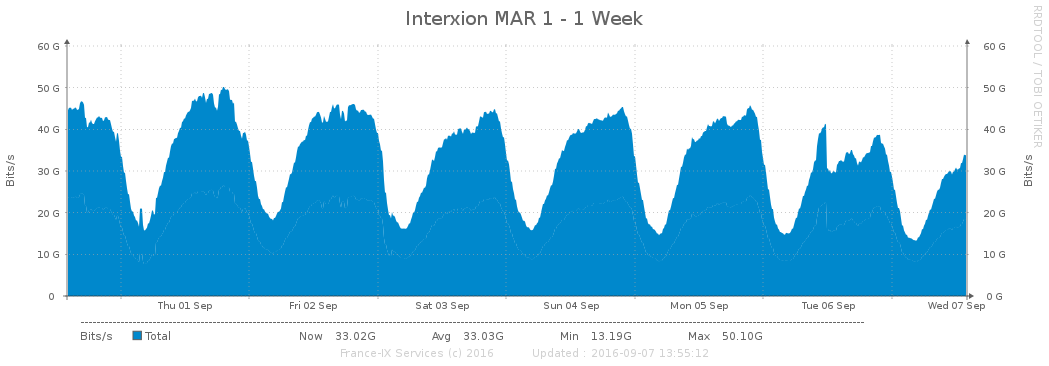 Interxion MAR 1 - 1 Week
RRDTOOL / TOBI OETIKER
60 G
60 G
50 G
50 G
40 G
40 G
30 G
30 G
20 G
20 G
10 G
10 G
0
0 G
Bits/s
Bits/s
Thu 01 Sep Fri 02 Sep Sat 03 Sep Sun 04 Sep Mon 05 Sep Tue 06 Sep Wed 07 Sep
Bits/s Total Now 33.02G Avg 33.03G Min 13.19G Max 50.10G
France-IX Services (c) 2016 Updated : 2016-09-07 13:55:12